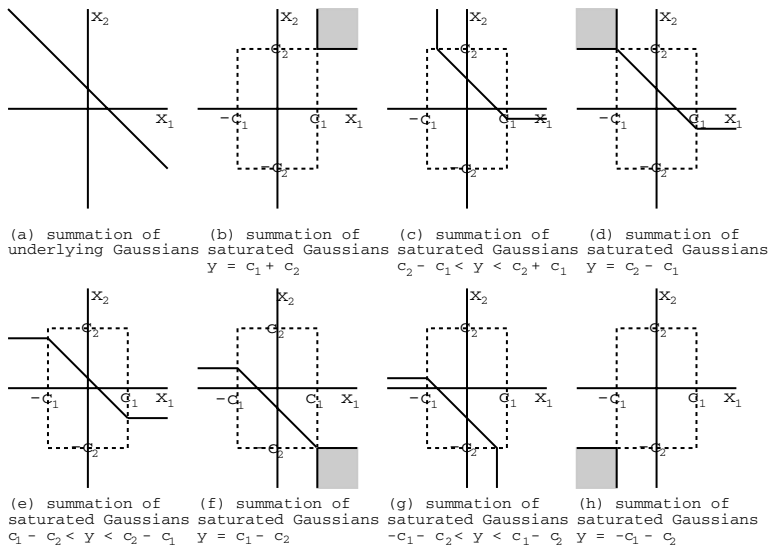 x₂
x₁
(a) summation of
underlying Gaussians
x₂
c₂
-c₁
c₁
x₁
-c₂
(b) summation of
saturated Gaussians
y = c₁ + c₂
x₂
c₂
-c₁
c₁
x₁
-c₂
(c) summation of
saturated Gaussians
c₂ - c₁ < y < c₂ + c₁
x₂
c₂
-c₁
c₁
x₁
-c₂
(d) summation of
saturated Gaussians
y = c₂ - c₁
x₂
c₂
-c₁
c₁
x₁
-c₂
(e) summation of
saturated Gaussians
c₁ - c₂ < y < c₂ - c₁
x₂
c₂
-c₁
c₁
x₁
-c₂
(f) summation of
saturated Gaussians
y = c₁ - c₂
x₂
c₂
-c₁
c₁
x₁
-c₂
(g) summation of
saturated Gaussians
-c₁ - c₂ < y < c₁ - c₂
x₂
c₂
-c₁
c₁
x₁
-c₂
(h) summation of
saturated Gaussians
y = -c₁ - c₂